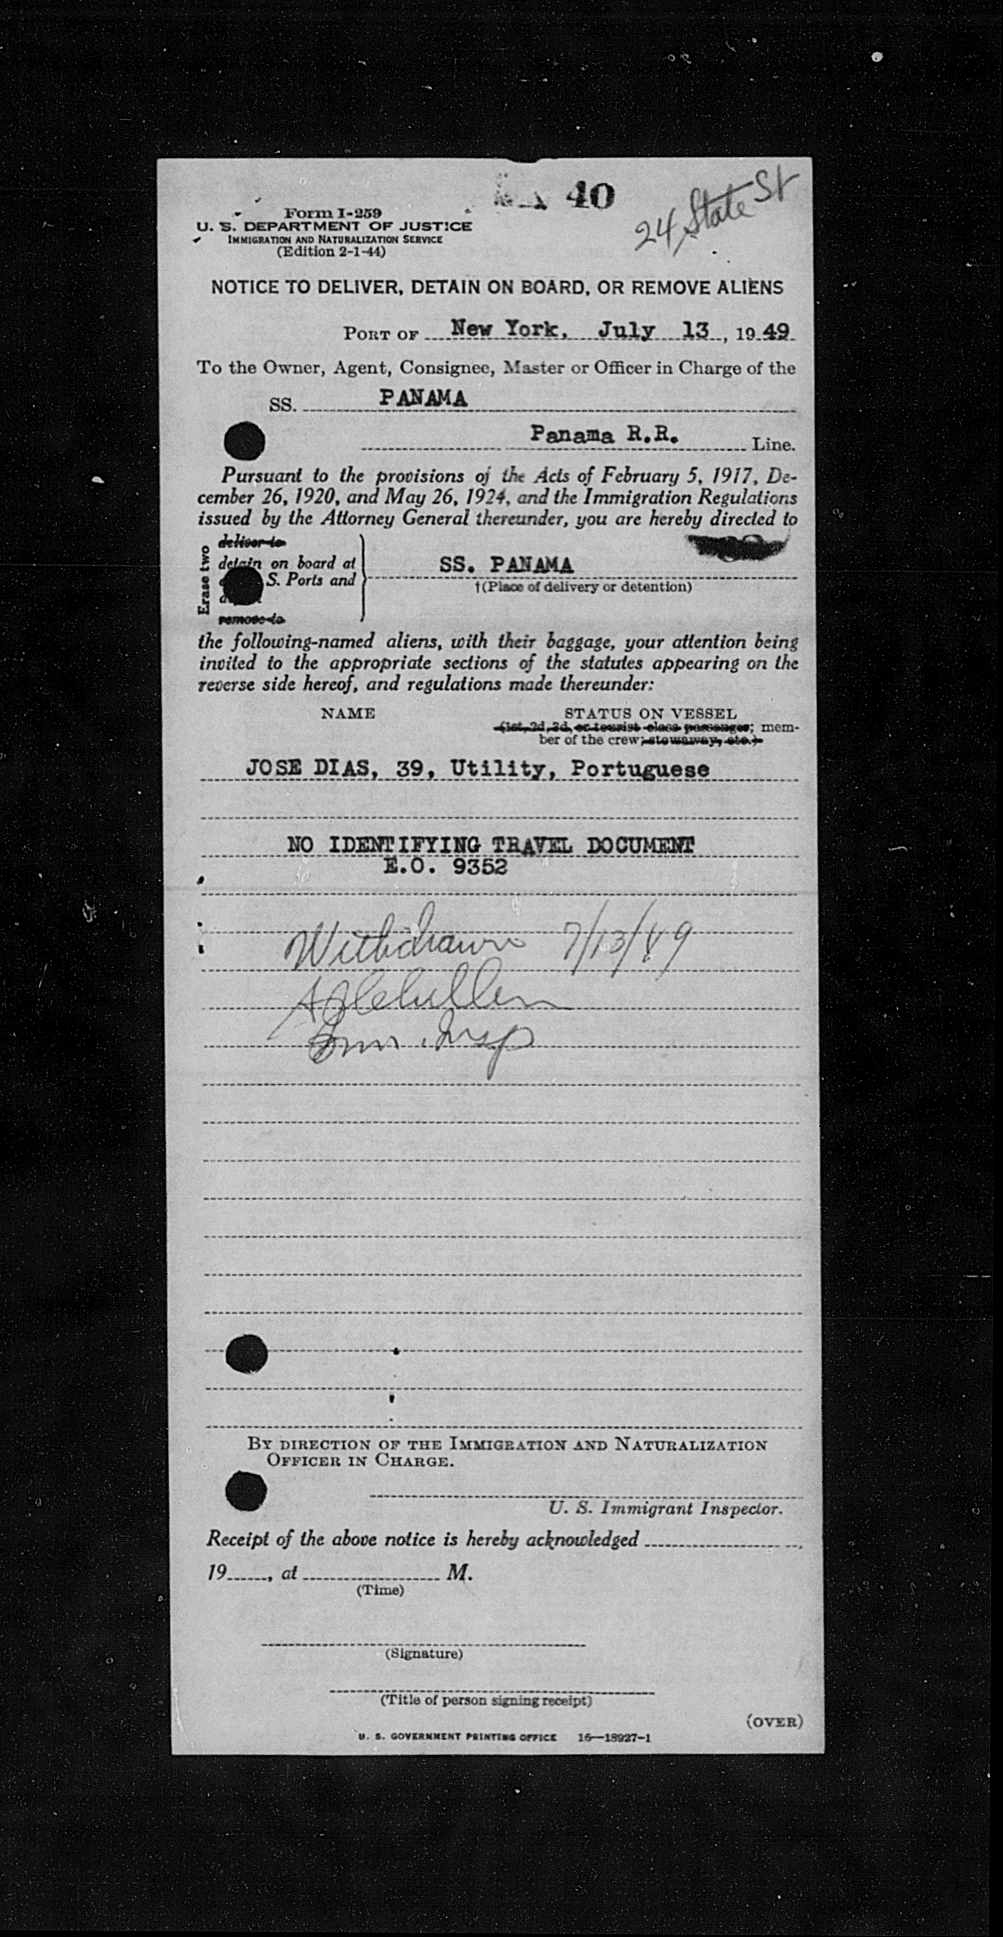 40
24 State St
Form I-259
U. S. DEPARTMENT OF JUSTICE
IMMIGRATION AND NATURALIZATION SERVICE
(Edition 2-1-44)
NOTICE TO DELIVER, DETAIN ON BOARD, OR REMOVE ALIENS
PORT OF New York, July 13, 1949
To the Owner, Agent, Consignee, Master or Officer in Charge of the
SS. PANAMA
Panama R.R. Line.
Pursuant to the provisions of the Acts of February 5, 1917, De-
cember 26, 1920, and May 26, 1924, and the Immigration Regulations
issued by the Attorney General thereunder, you are hereby directed to
Erase two
deliver to
detain on board at
S. Ports and
remove to
SS. PANAMA
†(Place of delivery or detention)
the following-named aliens, with their baggage, your attention being
invited to the appropriate sections of the statutes appearing on the
reverse side hereof, and regulations made thereunder:
NAME STATUS ON VESSEL
(1st, 2d, 3d, or tourist class passenger; mem-
ber of the crew; stowaway, etc.)
JOSE DIAS, 39, Utility, Portuguese
NO IDENTIFYING TRAVEL DOCUMENT
E.O. 9352
Withdrawn 7/13/49
Imm. Insp
BY DIRECTION OF THE IMMIGRATION AND NATURALIZATION
OFFICER IN CHARGE.
U. S. Immigrant Inspector.
Receipt of the above notice is hereby acknowledged
19____, at ____ M.
(Time)
(Signature)
(Title of person signing receipt)
(OVER)
U. S. GOVERNMENT PRINTING OFFICE 16—18927-1